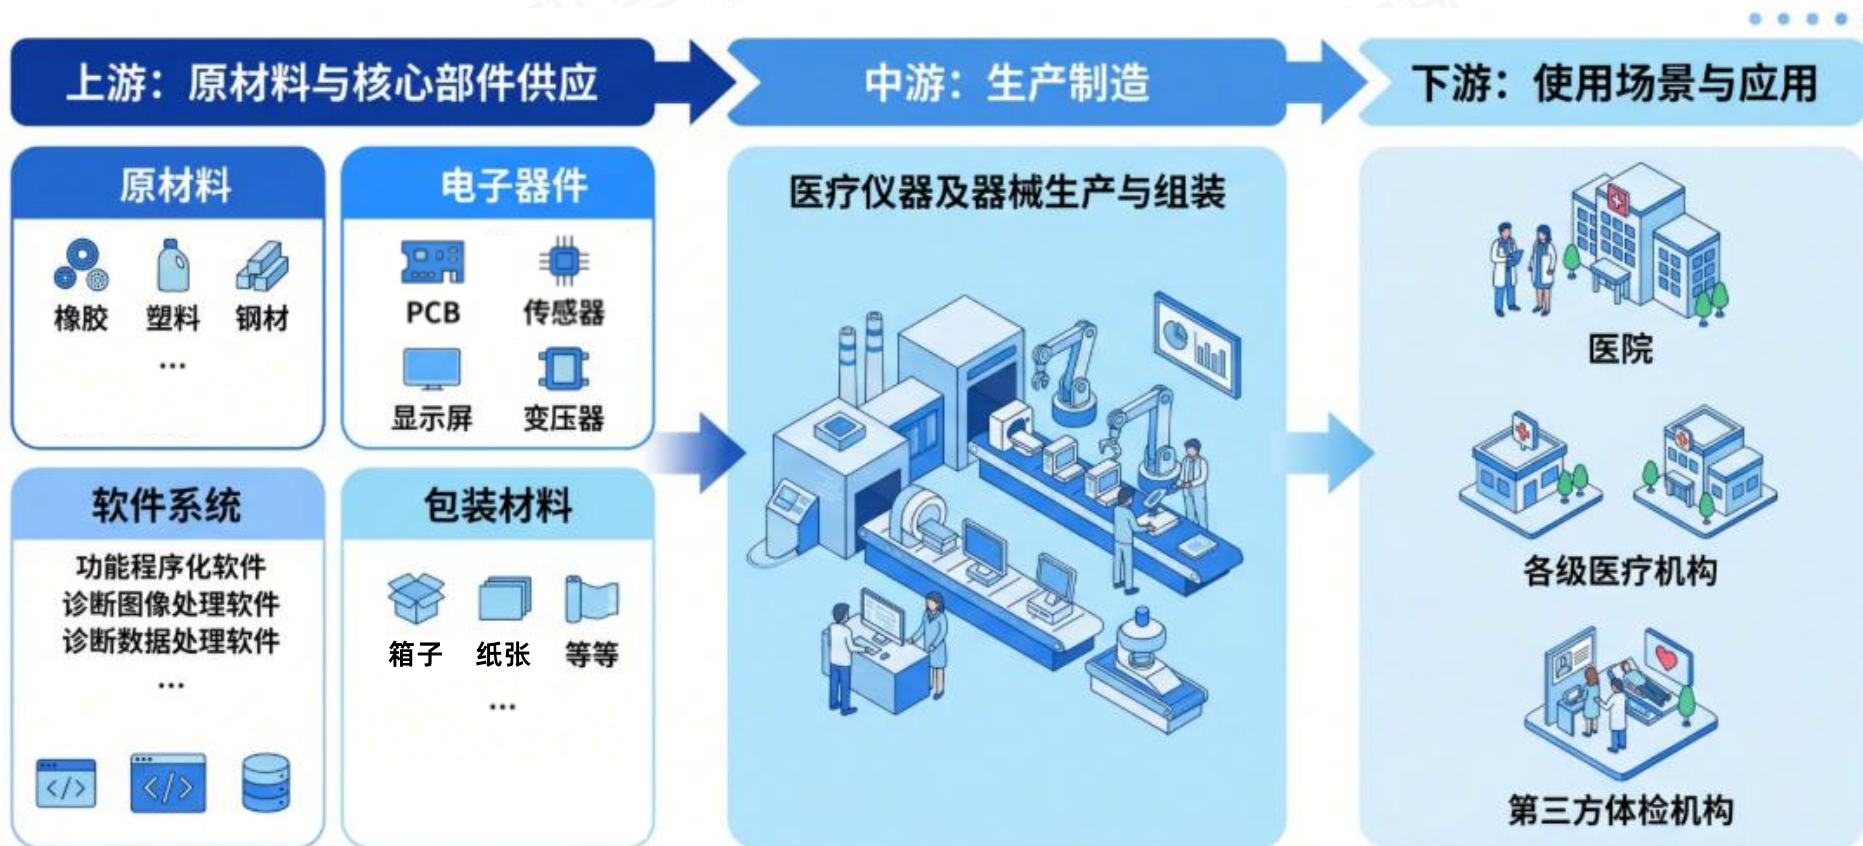 上游：原材料与核心部件供应
中游：生产制造
下游：使用场景与应用
原材料
橡胶 塑料 钢材
...
电子器件
PCB 传感器
显示屏 变压器
软件系统
功能程序化软件
诊断图像处理软件
诊断数据处理软件
...
</>
</>
包装材料
箱子 纸张 等等
...
医疗仪器及器械生产与组装
医院
各级医疗机构
第三方体检机构